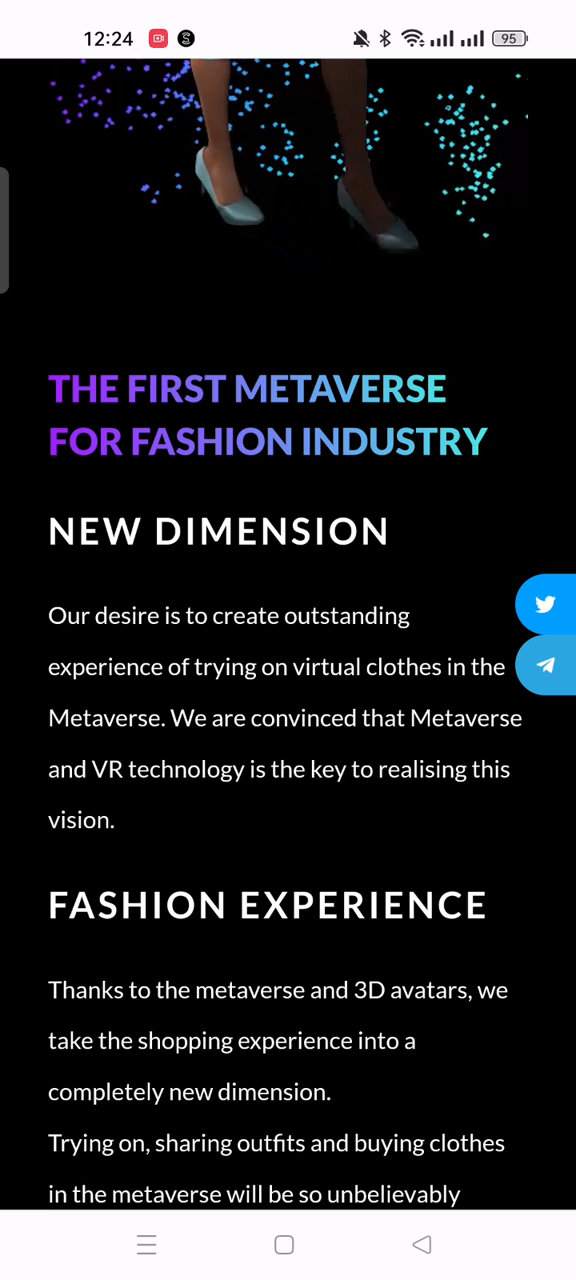 12:24
95
THE FIRST METAVERSE
FOR FASHION INDUSTRY
NEW DIMENSION
Our desire is to create outstanding
experience of trying on virtual clothes in the
Metaverse. We are convinced that Metaverse
and VR technology is the key to realising this
vision.
FASHION EXPERIENCE
Thanks to the metaverse and 3D avatars, we
take the shopping experience into a
completely new dimension.
Trying on, sharing outfits and buying clothes
in the metaverse will be so unbelievably